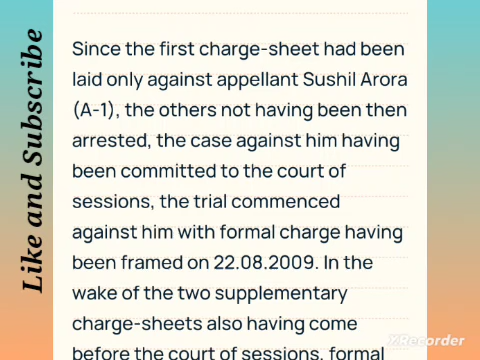 Like and Subscribe
Since the first charge-sheet had been
laid only against appellant Sushil Arora
(A-1), the others not having been then
arrested, the case against him having
been committed to the court of
sessions, the trial commenced
against him with formal charge having
been framed on 22.08.2009. In the
wake of the two supplementary
charge-sheets also having come
before the court of sessions, formal
XRecorder